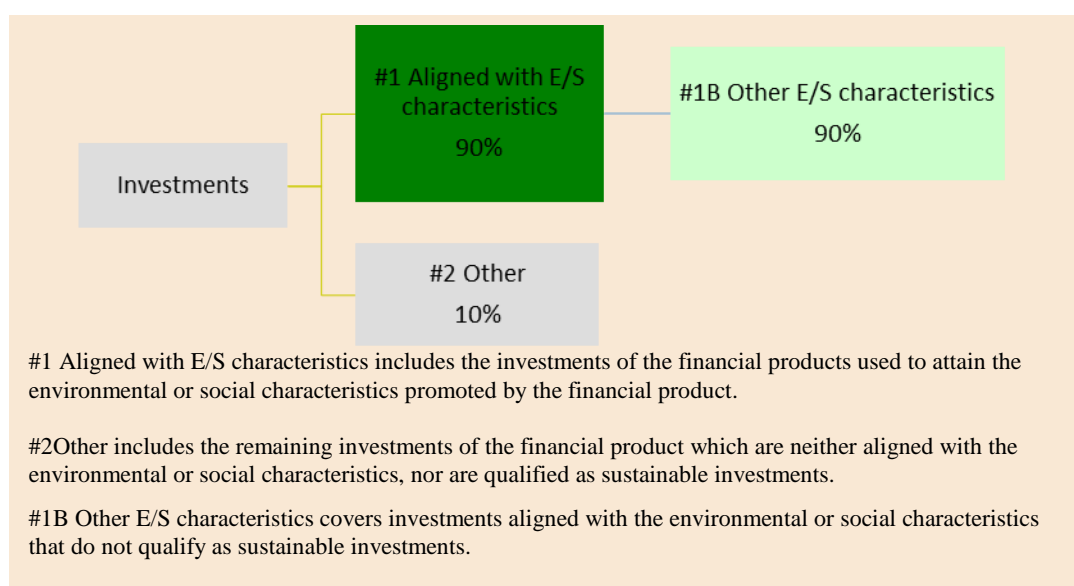 #1 Aligned with E/S
characteristics
90%
#1B Other E/S characteristics
90%
Investments
#2 Other
10%
#1 Aligned with E/S characteristics includes the investments of the financial products used to attain the
environmental or social characteristics promoted by the financial product.
#2Other includes the remaining investments of the financial product which are neither aligned with the
environmental or social characteristics, nor are qualified as sustainable investments.
#1B Other E/S characteristics covers investments aligned with the environmental or social characteristics
that do not qualify as sustainable investments.